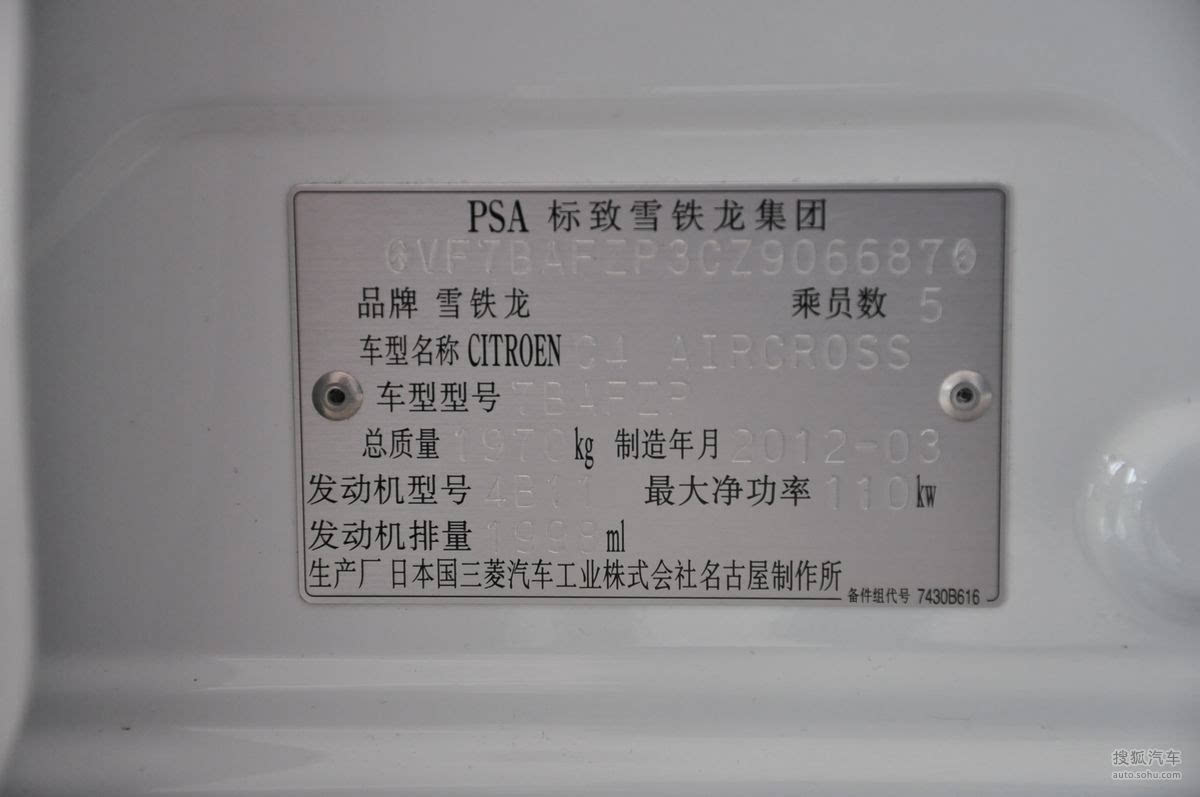 PSA 标致雪铁龙集团
VF7BAFZP3CZ906687
品牌 雪铁龙 乘员数 5
车型名称 CITROEN C4 AIRCROSS
车型型号 7BAFZP
总质量 1970 kg 制造年月 2012-03
发动机型号 4B11 最大净功率 110 kw
发动机排量 1998 ml
生产厂 日本国三菱汽车工业株式会社名古屋制作所
备件组代号 7430B616
搜狐汽车
auto.sohu.com